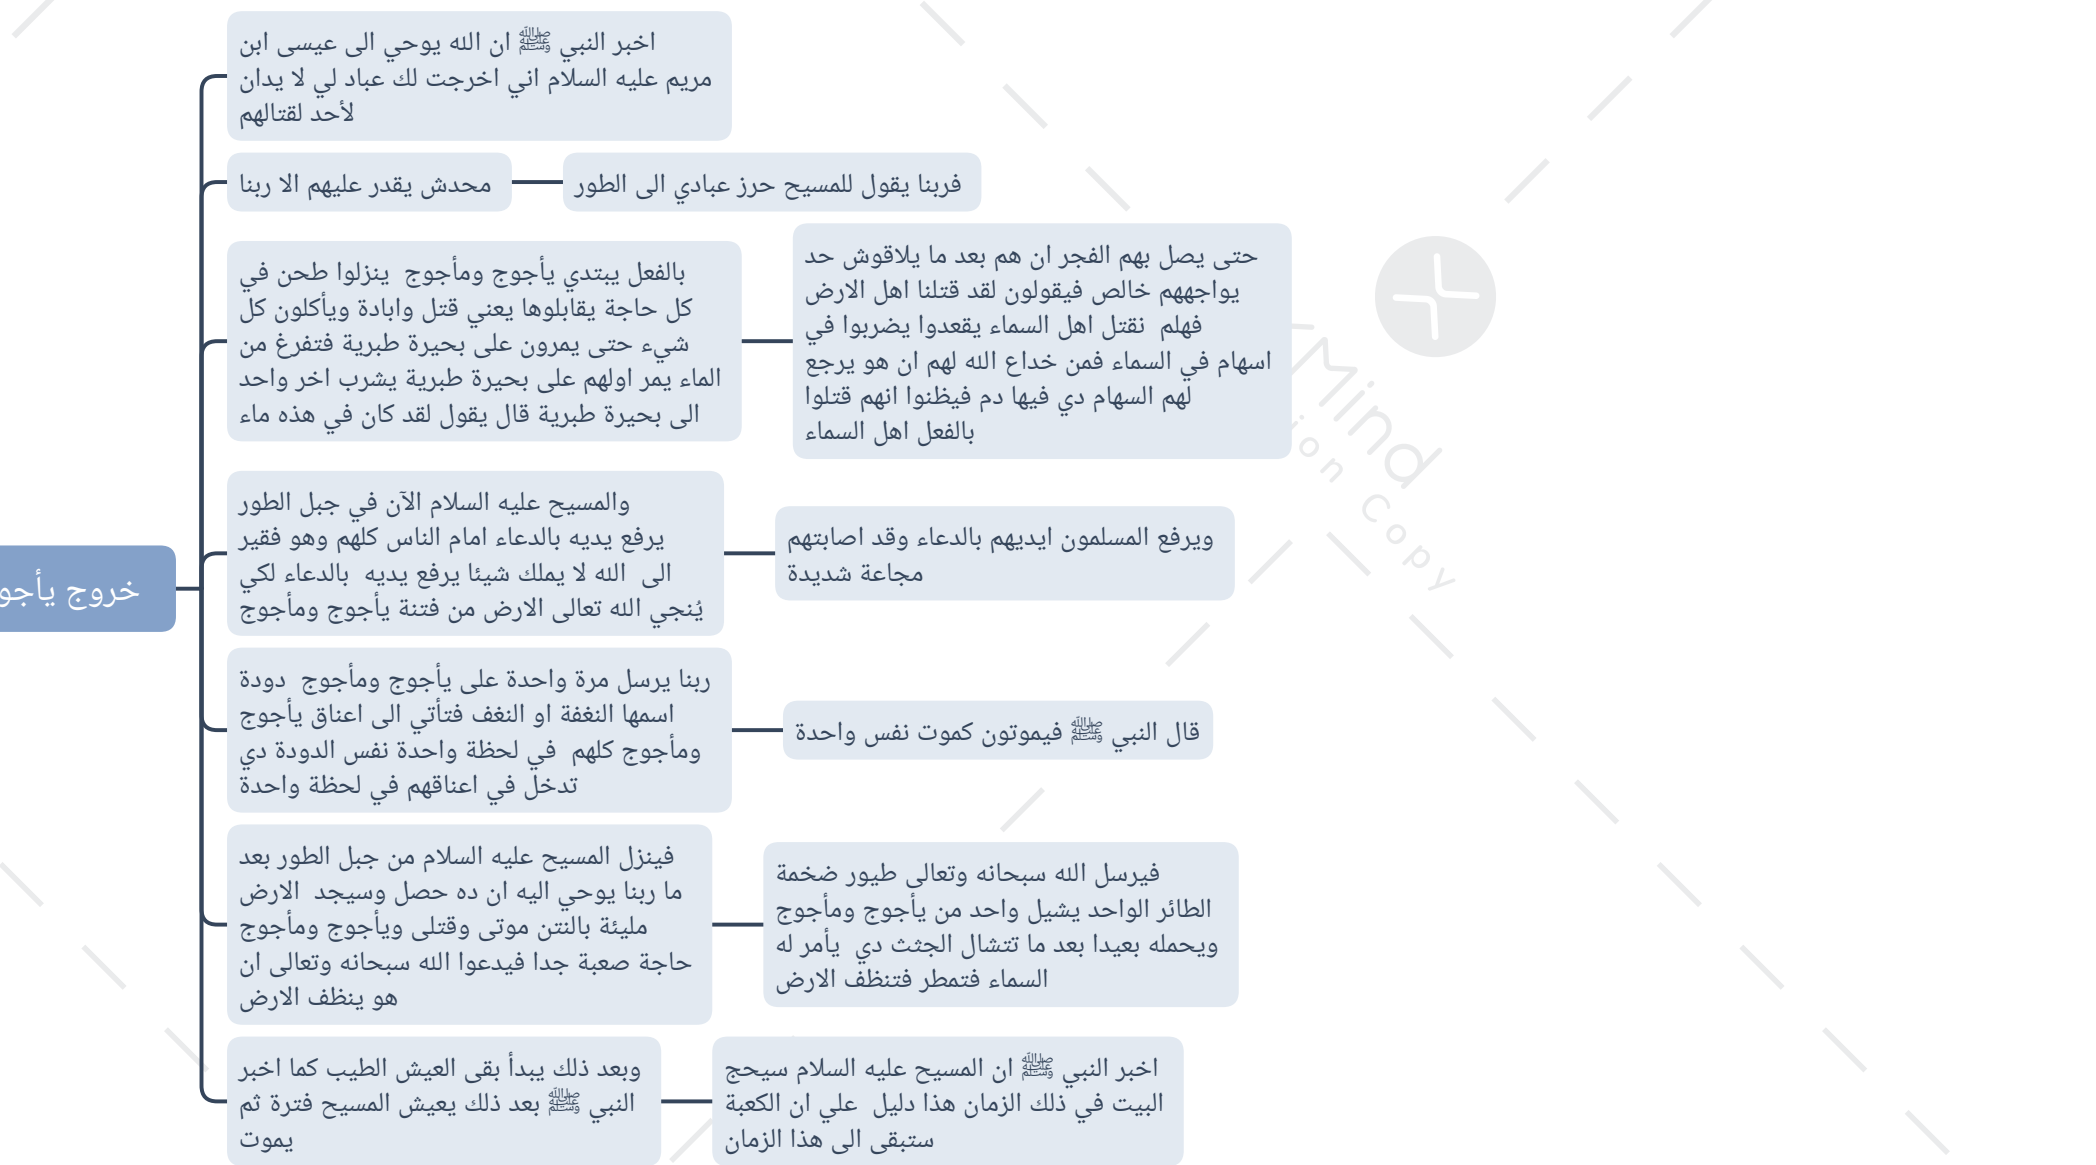 خروج يأجو
اخبر النبي ﷺ ان الله يوحي الى عيسى ابن
مريم عليه السلام اني اخرجت لك عباد لي لا يدان
لأحد لقتالهم
محدش يقدر عليهم الا ربنا
فربنا يقول للمسيح حرز عبادي الى الطور
بالفعل يبتدي يأجوج ومأجوج  ينزلوا طحن في
كل حاجة يقابلوها يعني قتل وابادة ويأكلون كل
شيء حتى يمرون على بحيرة طبرية فتفرغ من
الماء يمر اولهم على بحيرة طبرية يشرب اخر واحد
الى بحيرة طبرية قال يقول لقد كان في هذه ماء
حتى يصل بهم الفجر ان هم بعد ما يلاقوش حد
يواجههم خالص فيقولون لقد قتلنا اهل الارض
فهلم  نقتل اهل السماء يقعدوا يضربوا في
اسهام في السماء فمن خداع الله لهم ان هو يرجع
لهم السهام دي فيها دم فيظنوا انهم قتلوا
بالفعل اهل السماء
والمسيح عليه السلام الآن في جبل الطور
يرفع يديه بالدعاء امام الناس كلهم وهو فقير
الى  الله لا يملك شيئا يرفع يديه  بالدعاء لكي
يُنجي الله تعالى الارض من فتنة يأجوج ومأجوج
ويرفع المسلمون ايديهم بالدعاء وقد اصابتهم
مجاعة شديدة
ربنا يرسل مرة واحدة على يأجوج ومأجوج  دودة
اسمها النغفة او النغف فتأتي الى اعناق يأجوج
ومأجوج كلهم  في لحظة واحدة نفس الدودة دي
تدخل في اعناقهم في لحظة واحدة
قال النبي ﷺ فيموتون كموت نفس واحدة
فينزل المسيح عليه السلام من جبل الطور بعد
ما ربنا يوحي اليه ان ده حصل وسيجد  الارض
مليئة بالنتن موتى وقتلى ويأجوج ومأجوج
حاجة صعبة جدا فيدعوا الله سبحانه وتعالى ان
هو ينظف الارض
فيرسل الله سبحانه وتعالى طيور ضخمة
الطائر الواحد يشيل واحد من يأجوج ومأجوج
ويحمله بعيدا بعد ما تتشال الجثث دي  يأمر له
السماء فتمطر فتنظف الارض
وبعد ذلك يبدأ بقى العيش الطيب كما اخبر
النبي ﷺ بعد ذلك يعيش المسيح فترة ثم
يموت
اخبر النبي ﷺ ان المسيح عليه السلام سيحج
البيت في ذلك الزمان هذا دليل  علي ان الكعبة
ستبقى الى هذا الزمان
Mind
ion Copy